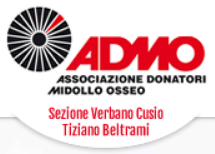 ADMO
ASSOCIAZIONE DONATORI
MIDOLLO OSSEO
Sezione Verbano Cusio
Tiziano Beltrami